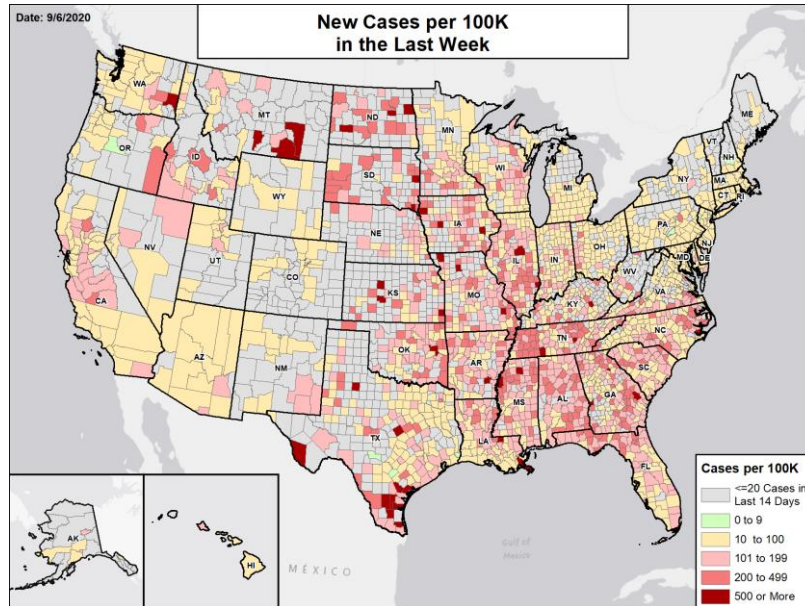 Date: 9/6/2020
New Cases per 100K
in the Last Week
WA
MT
ND
MN
ME
OR
ID
SD
WI
VT
NH
NY
MA
CT
RI
WY
MI
IA
NE
PA
NJ
NV
UT
CO
IL
IN
OH
MD
DE
WV
CA
KS
MO
KY
VA
AZ
NM
OK
AR
TN
NC
SC
MS
AL
GA
TX
LA
FL
AK
HI
MÉXICO
Gulf of
Mexico
Cases per 100K
<=20 Cases in
Last 14 Days
0 to 9
10 to 100
101 to 199
200 to 499
500 or More